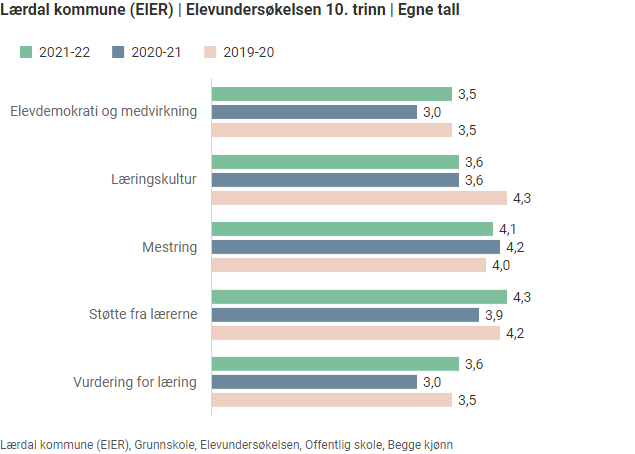 Lærdal kommune (EIER) | Elevundersøkelsen 10. trinn | Egne tall
2021-22 2020-21 2019-20
Elevdemokrati og medvirkning
3,5
3,0
3,5
Læringskultur
3,6
3,6
4,3
Mestring
4,1
4,2
4,0
Støtte fra lærerne
4,3
3,9
4,2
Vurdering for læring
3,6
3,0
3,5
Lærdal kommune (EIER), Grunnskole, Elevundersøkelsen, Offentlig skole, Begge kjønn